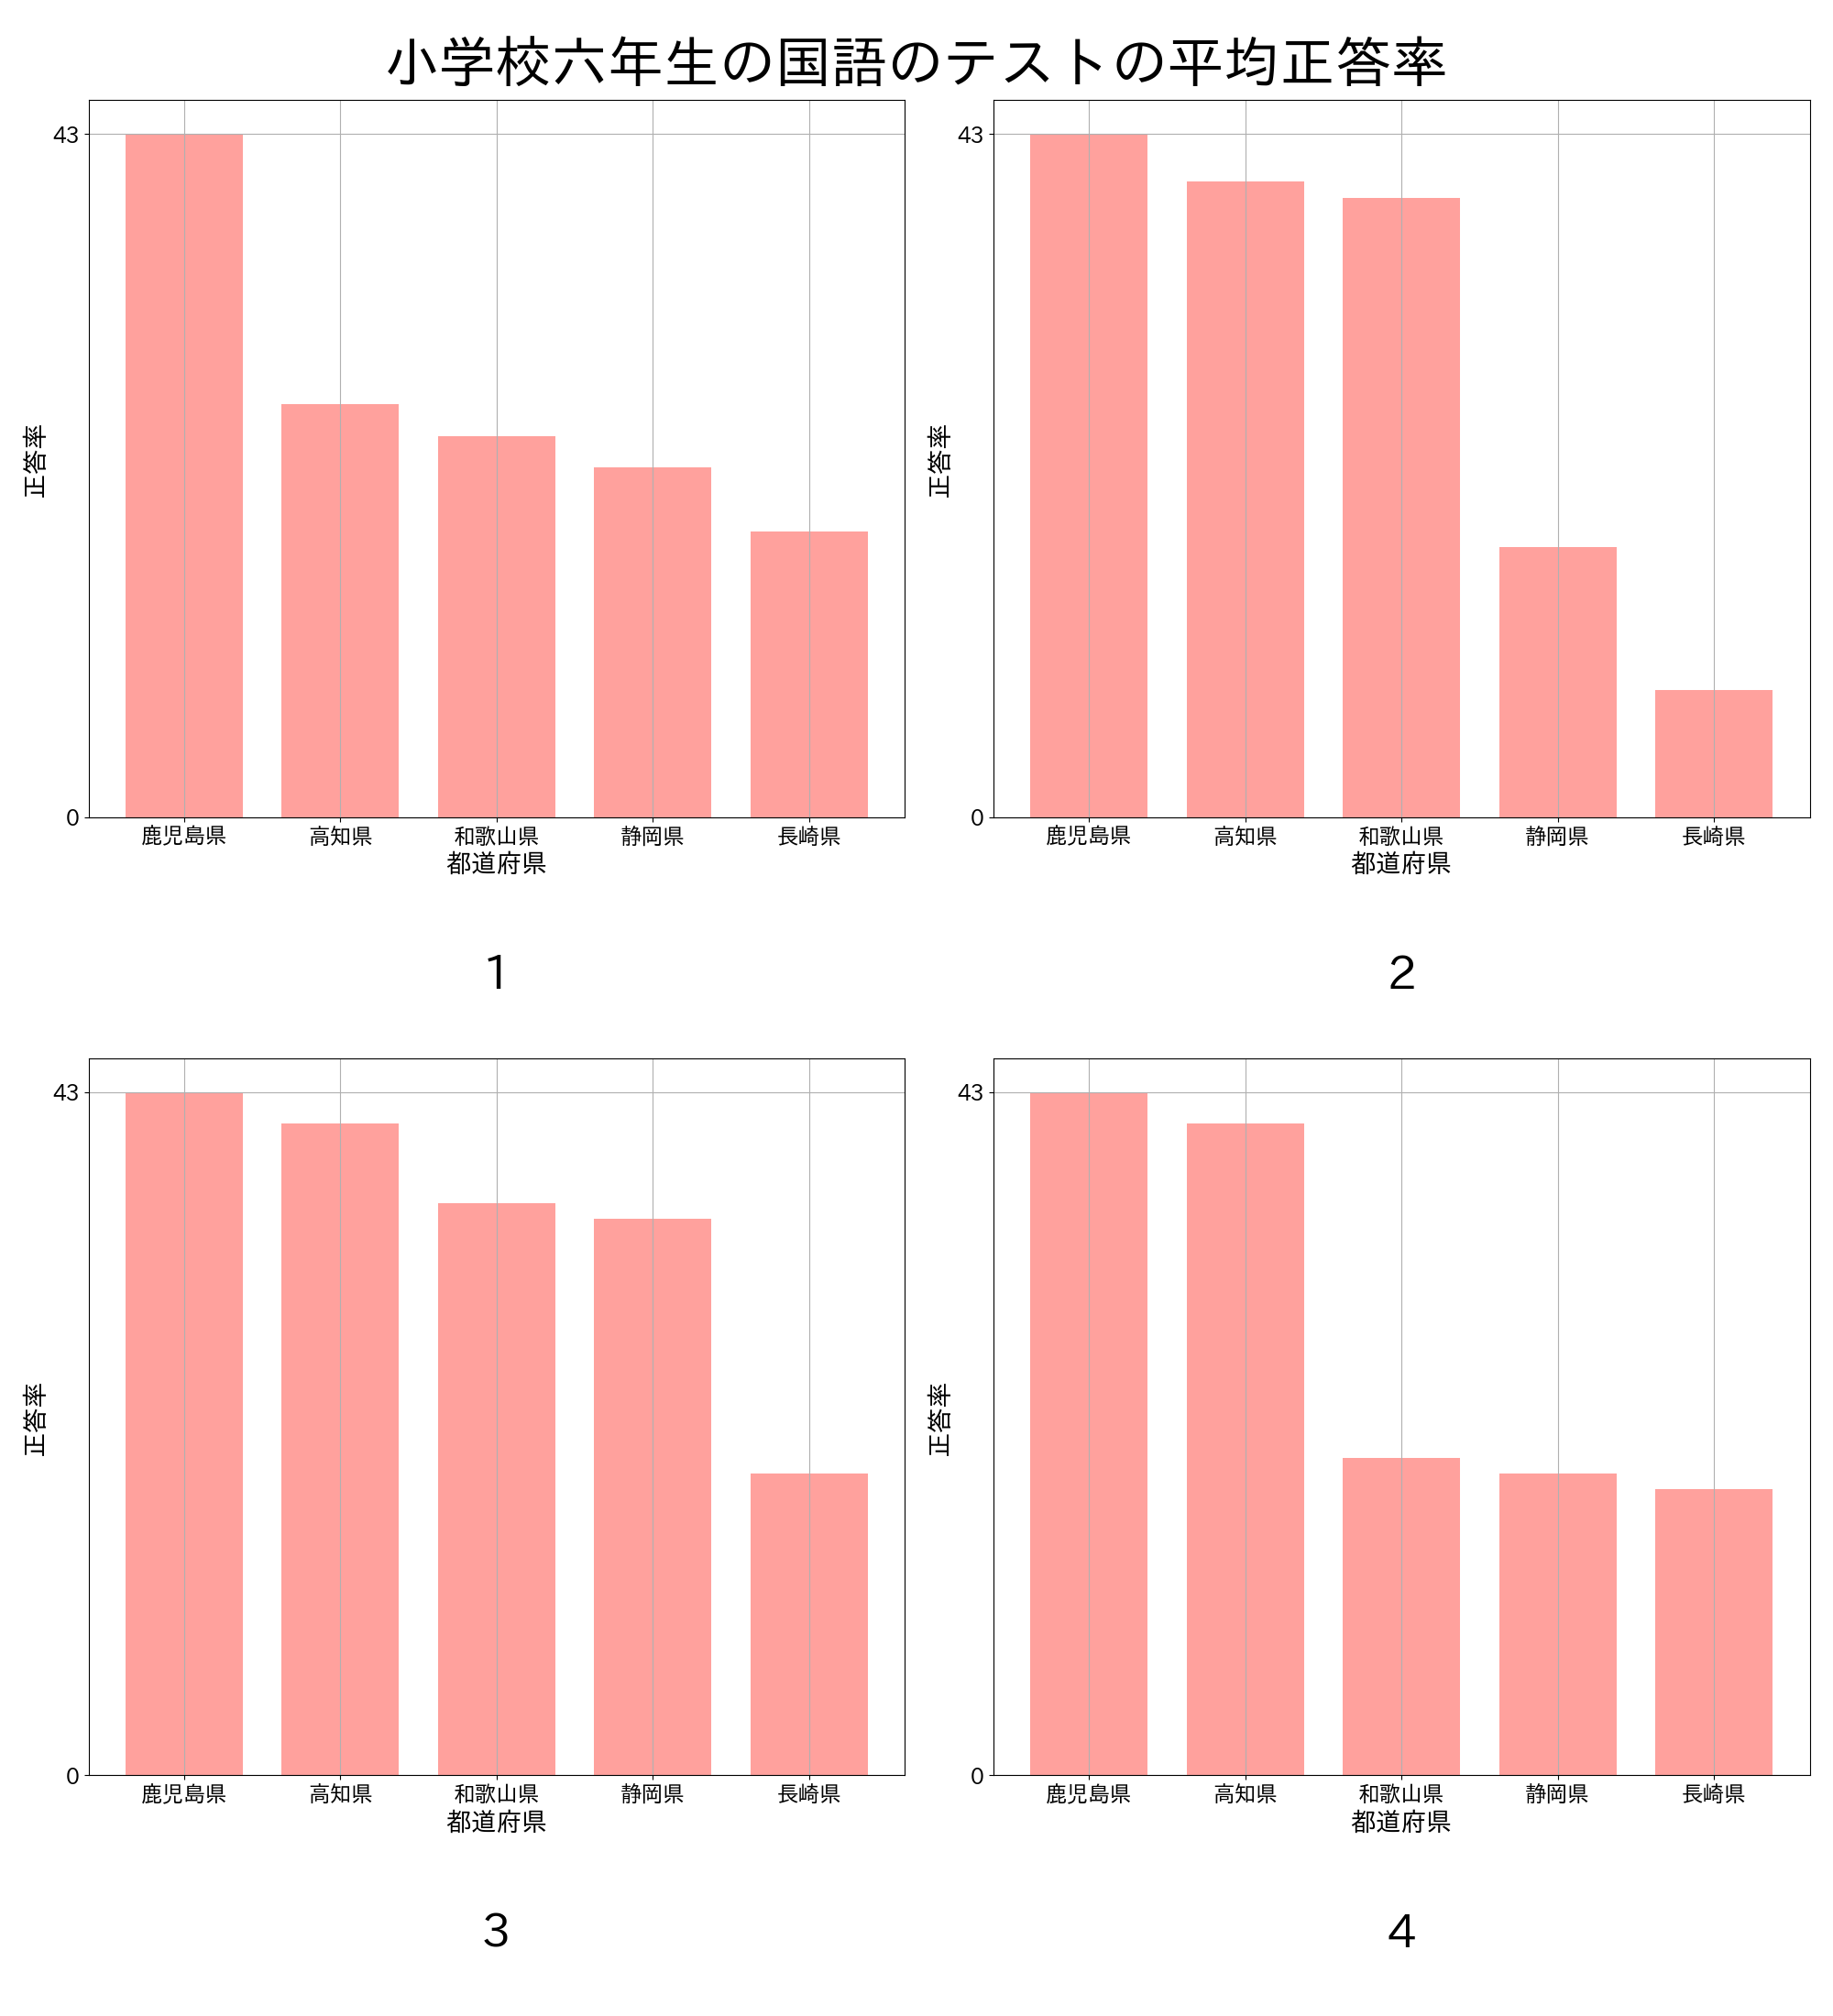 小学校六年生の国語のテストの平均正答率
43
正答率
0
鹿児島県 高知県 和歌山県 静岡県 長崎県
都道府県
1
43
正答率
0
鹿児島県 高知県 和歌山県 静岡県 長崎県
都道府県
2
43
正答率
0
鹿児島県 高知県 和歌山県 静岡県 長崎県
都道府県
3
43
正答率
0
鹿児島県 高知県 和歌山県 静岡県 長崎県
都道府県
4